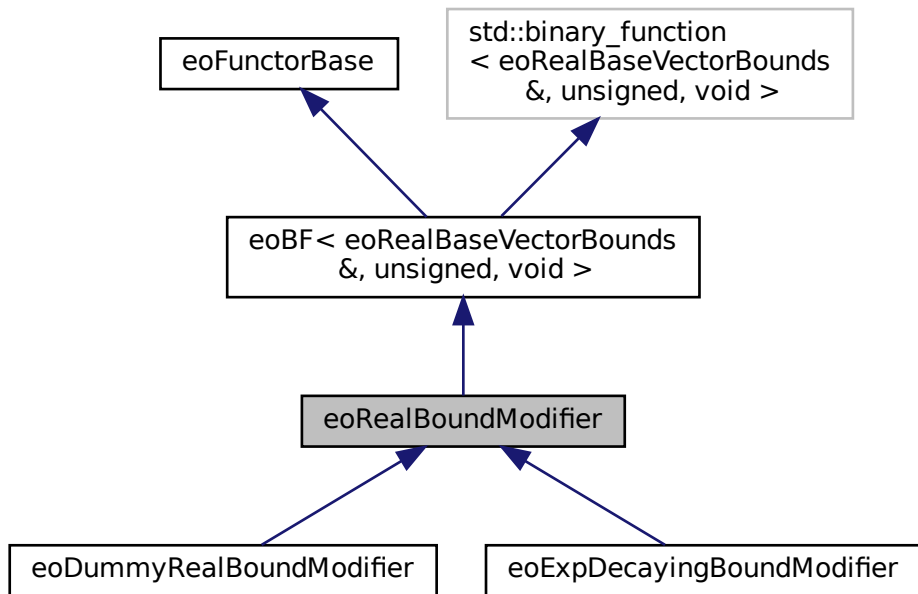 eoFunctorBase
std::binary_function
< eoRealBaseVectorBounds
&, unsigned, void >
eoBF< eoRealBaseVectorBounds
&, unsigned, void >
eoRealBoundModifier
eoDummyRealBoundModifier
eoExpDecayingBoundModifier